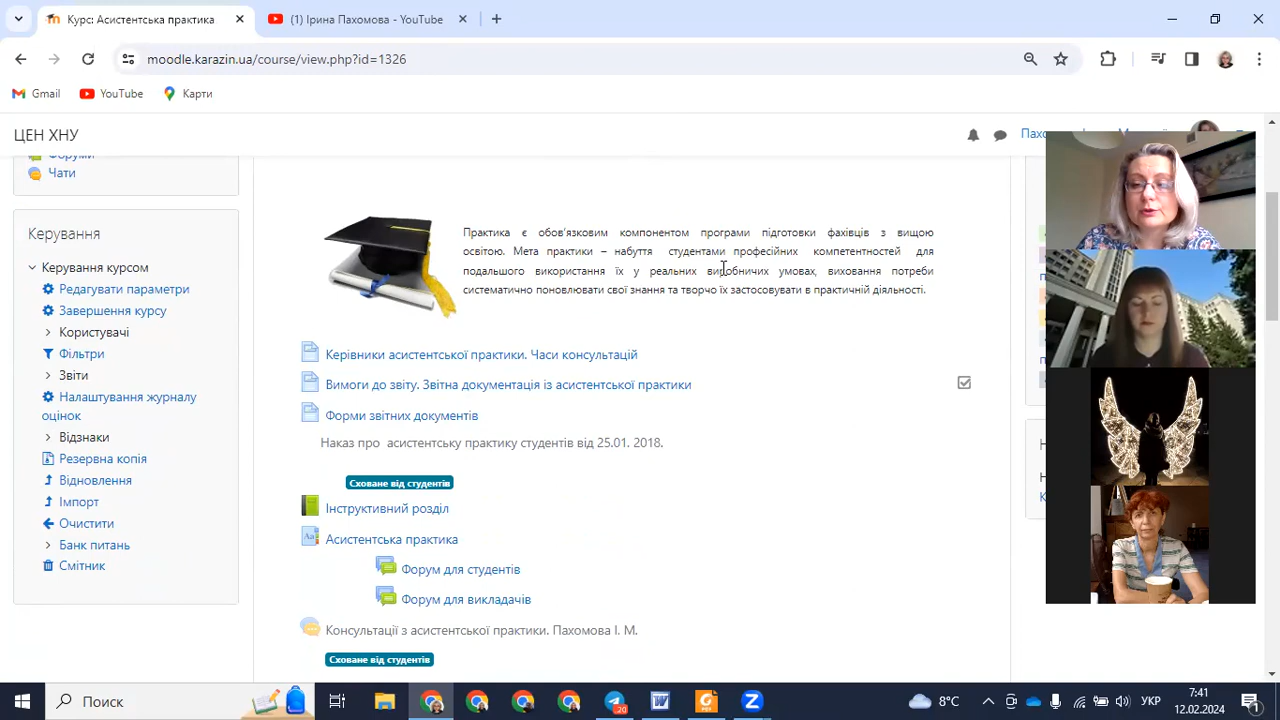 Курс: Асистентська практика
(1) Ірина Пахомова - YouTube
moodle.karazin.ua/course/view.php?id=1326
Gmail
YouTube
Карти
ЦЕН ХНУ
Форуми
Чати
Керування
Керування курсом
Редагувати параметри
Завершення курсу
Користувачі
Фільтри
Звіти
Налаштування журналу
оцінок
Відзнаки
Резервна копія
Відновлення
Імпорт
Очистити
Банк питань
Смітник
Практика є обов’язковим компонентом програми підготовки фахівців з вищою
освітою. Мета практики – набуття студентами професійних компетентностей для
подальшого використання їх у реальних виробничих умовах, виховання потреби
систематично поновлювати свої знання та творчо їх застосовувати в практичній діяльності.
Керівники асистентської практики. Часи консультацій
Вимоги до звіту. Звітна документація із асистентської практики
Форми звітних документів
Наказ про асистентську практику студентів від 25.01. 2018.
Сховане від студентів
Інструктивний розділ
Асистентська практика
Форум для студентів
Форум для викладачів
Консультації з асистентської практики. Пахомова І. М.
Сховане від студентів
Поиск
20
8°C
УКР
7:41
12.02.2024